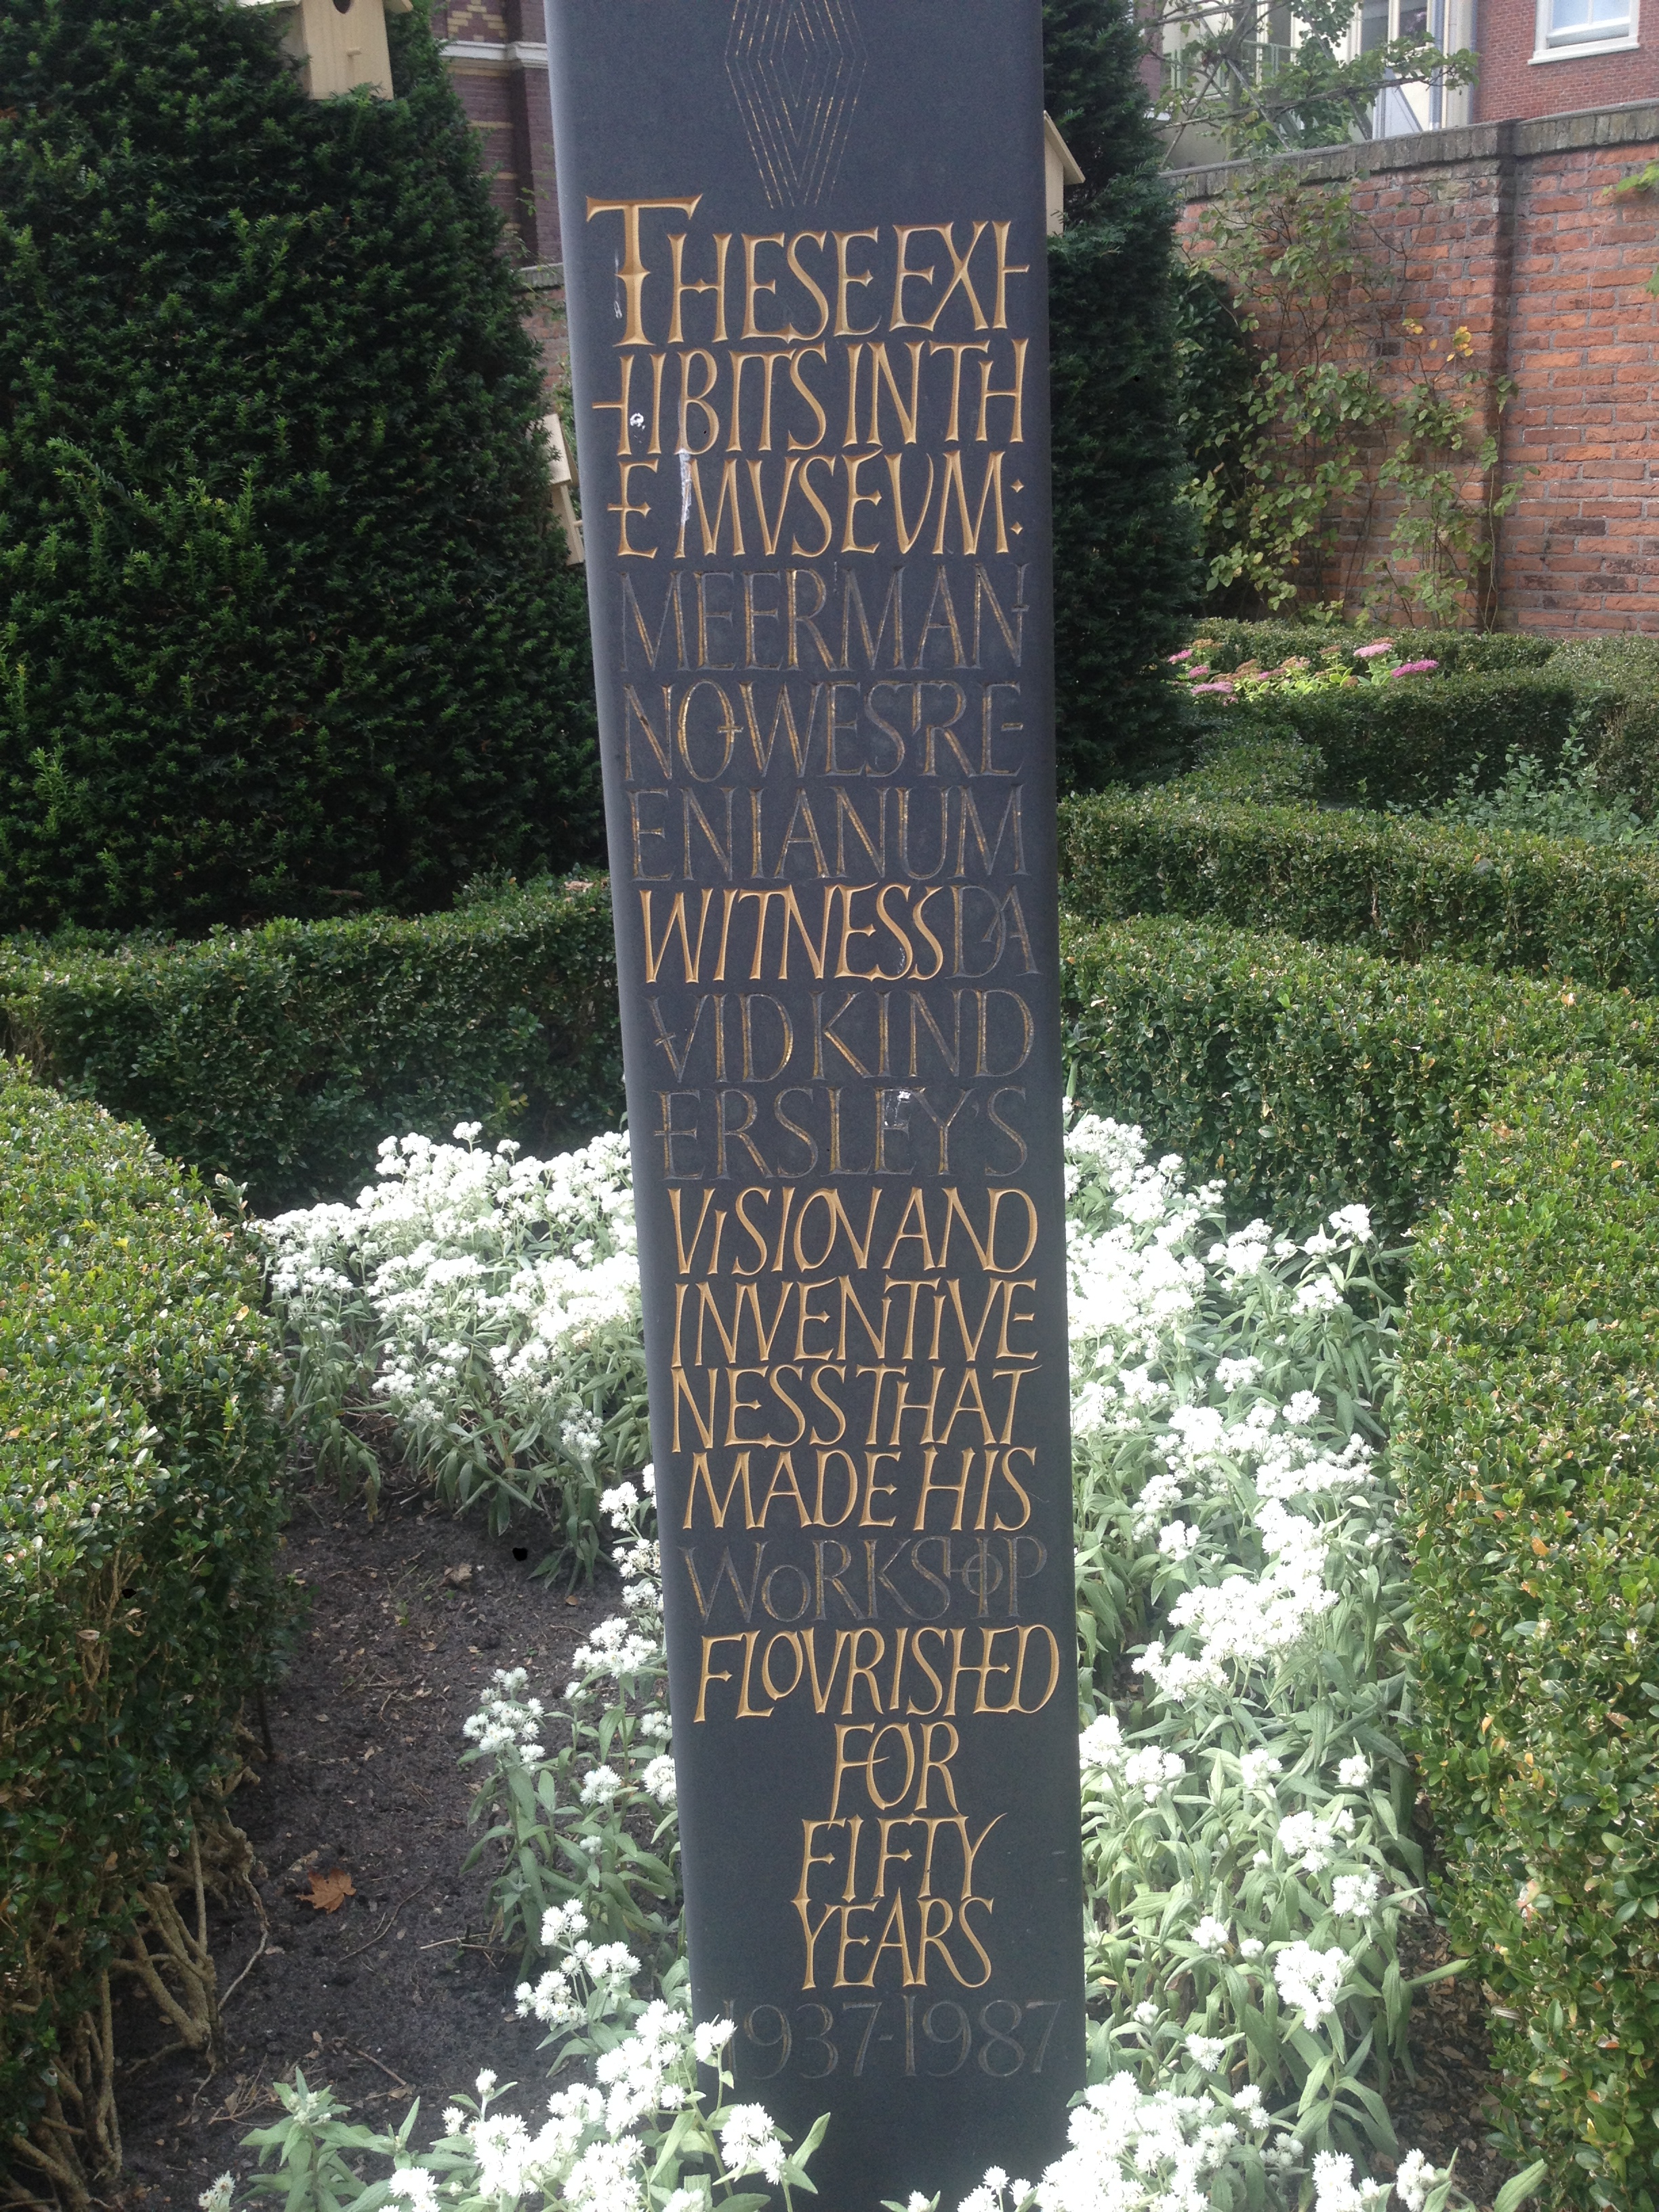 THESE EXI
HIBITS IN TH
E MVSEVM:
MEERMAN
NO WESTRE
ENIANUM
WITNESS DA
VID KIND
ERSLEY'S
ViSION AND
INVENTiVE
NESS THAT
MADE HIS
WORKSHOP
FLOVRISHED
FOR
FIFTY
YEARS
1937-1987